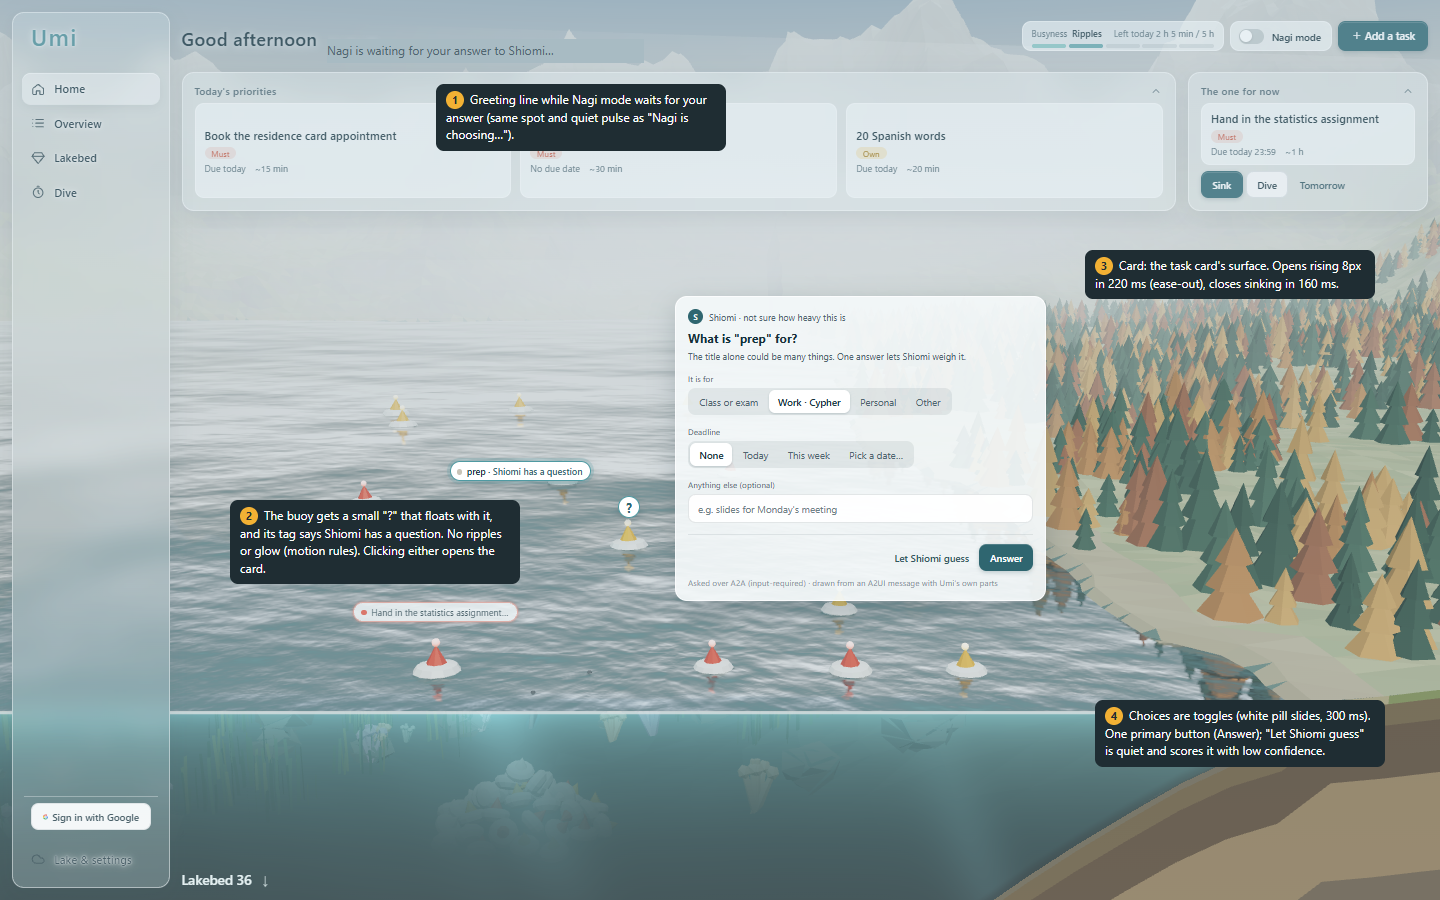 Umi
Home
Overview
Lakebed
Dive
Sign in with Google
Lake & settings
Good afternoon
Nagi is waiting for your answer to Shiomi...
Busyness Ripples Left today 2 h 5 min / 5 h
Nagi mode
+ Add a task
Today's priorities
Book the residence card appointment
Must
Due today ~15 min
Must
No due date ~30 min
20 Spanish words
Own
Due today ~20 min
The one for now
Hand in the statistics assignment
Must
Due today 23:59 ~1 h
Sink Dive Tomorrow
1 Greeting line while Nagi mode waits for your
answer (same spot and quiet pulse as "Nagi is
choosing...").
3 Card: the task card's surface. Opens rising 8px
in 220 ms (ease-out), closes sinking in 160 ms.
S Shiomi · not sure how heavy this is
What is "prep" for?
The title alone could be many things. One answer lets Shiomi weigh it.
It is for
Class or exam Work · Cypher Personal Other
Deadline
None Today This week Pick a date...
Anything else (optional)
e.g. slides for Monday's meeting
Let Shiomi guess Answer
Asked over A2A (input-required) · drawn from an A2UI message with Umi's own parts
prep · Shiomi has a question
?
2 The buoy gets a small "?" that floats with it,
and its tag says Shiomi has a question. No ripples
or glow (motion rules). Clicking either opens the
card.
Hand in the statistics assignment...
4 Choices are toggles (white pill slides, 300 ms).
One primary button (Answer); "Let Shiomi guess"
is quiet and scores it with low confidence.
Lakebed 36 ↓